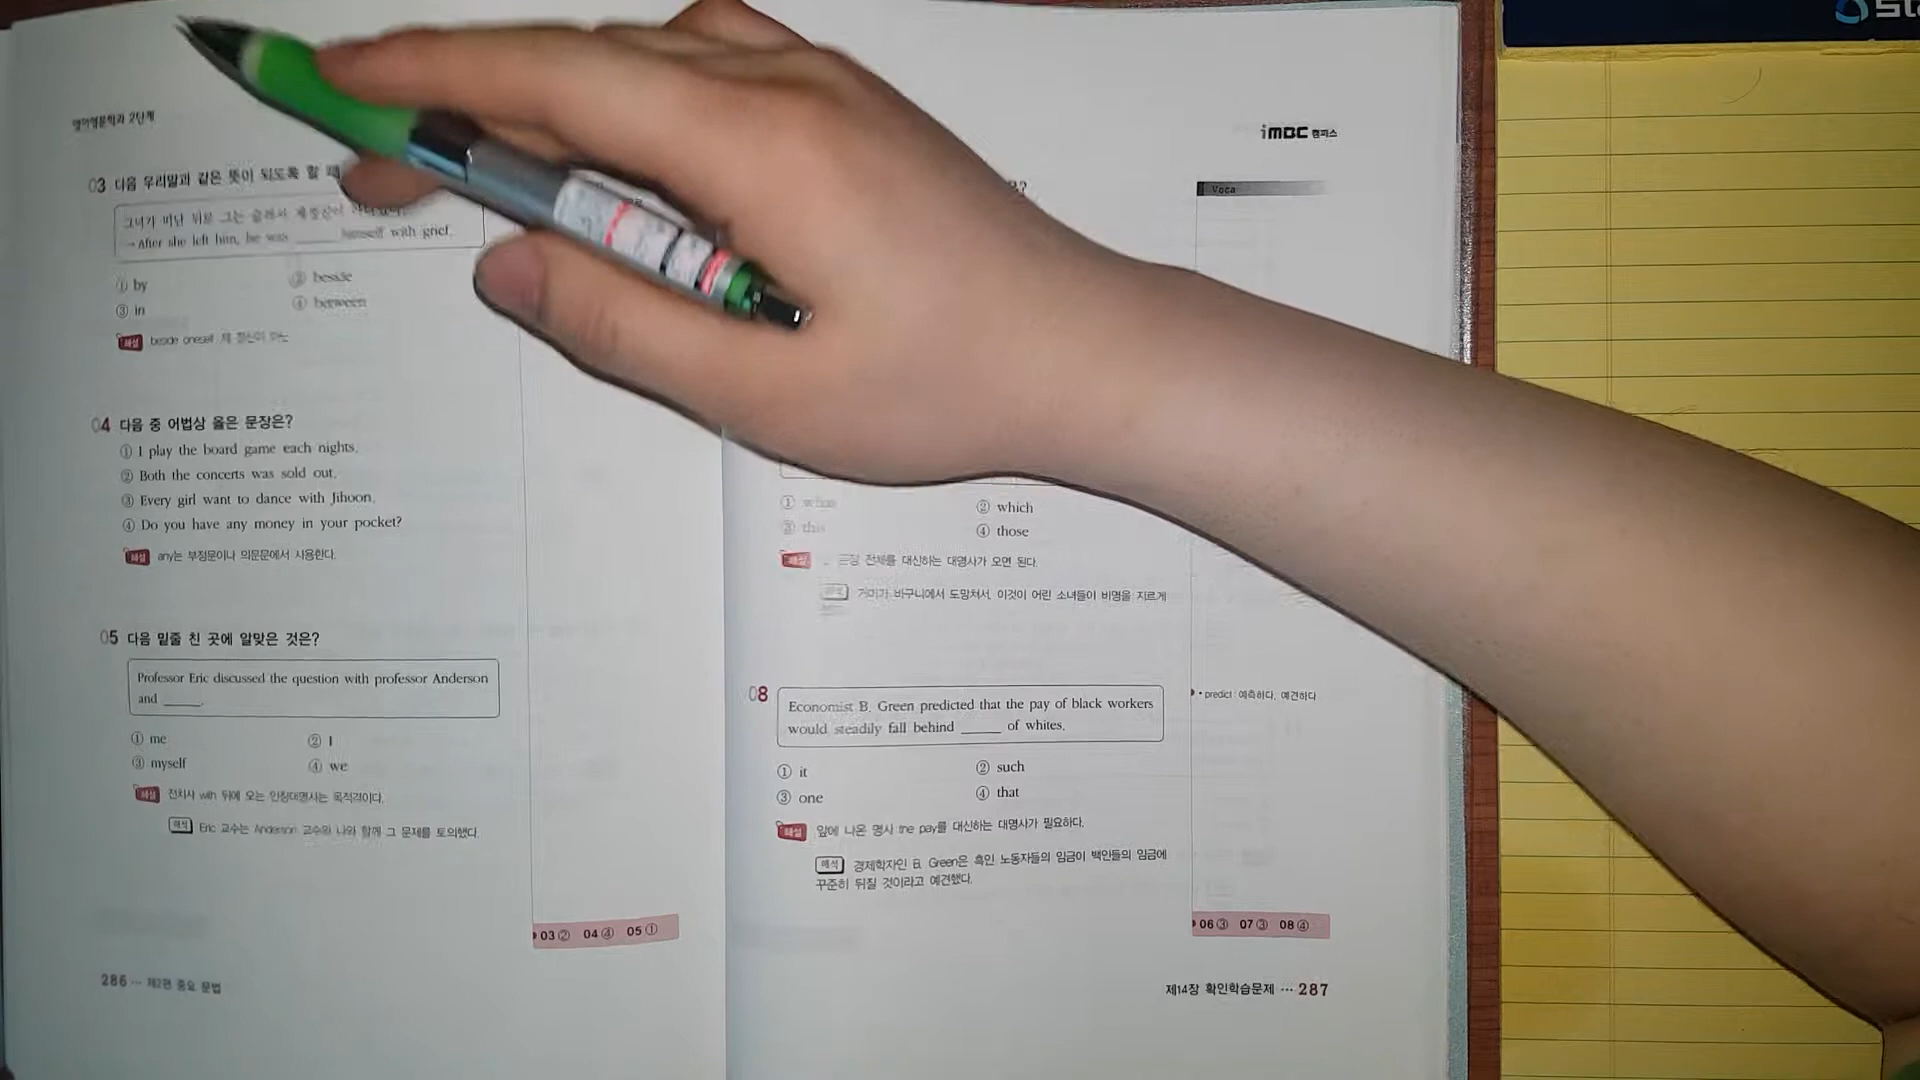 영어영문학과 2단계
03 다음 우리말과 같은 뜻이 되도록 할 때
그녀가 떠난 뒤로 그는 슬퍼서
→ After she left him, he was _____ himself with grief.
① by ② beside
③ in ④ between
해설 beside oneself 제 정신이 아닌
04 다음 중 어법상 옳은 문장은?
① I play the board game each nights.
② Both the concerts was sold out.
③ Every girl want to dance with Jihoon.
④ Do you have any money in your pocket?
해설 any는 부정문이나 의문문에서 사용한다.
05 다음 밑줄 친 곳에 알맞은 것은?
Professor Eric discussed the question with professor Anderson
and _____.
① me ② I
③ myself ④ we
해설 전치사 with 뒤에 오는 인칭대명사는 목적격이다.
해석 Eric 교수는 Anderson 교수와 나와 함께 그 문제를 토의했다.
03 ② 04 ④ 05 ①
286 ··· 제2편 중요 문법
iMBC 캠퍼스
?
Voca
① ② which
③ this ④ those
해설 문장 전체를 대신하는 대명사가 오면 된다.
해석 거미가 바구니에서 도망쳐서, 이것이 어린 소녀들이 비명을 지르게
08 Economist B. Green predicted that the pay of black workers
would steadily fall behind _____ of whites.
• predict : 예측하다, 예견하다
① it ② such
③ one ④ that
해설 앞에 나온 명사 the pay를 대신하는 대명사가 필요하다.
해석 경제학자인 B. Green은 흑인 노동자들의 임금이 백인들의 임금에
꾸준히 뒤질 것이라고 예견했다.
06 ③ 07 ③ 08 ④
제14장 확인학습문제 ··· 287